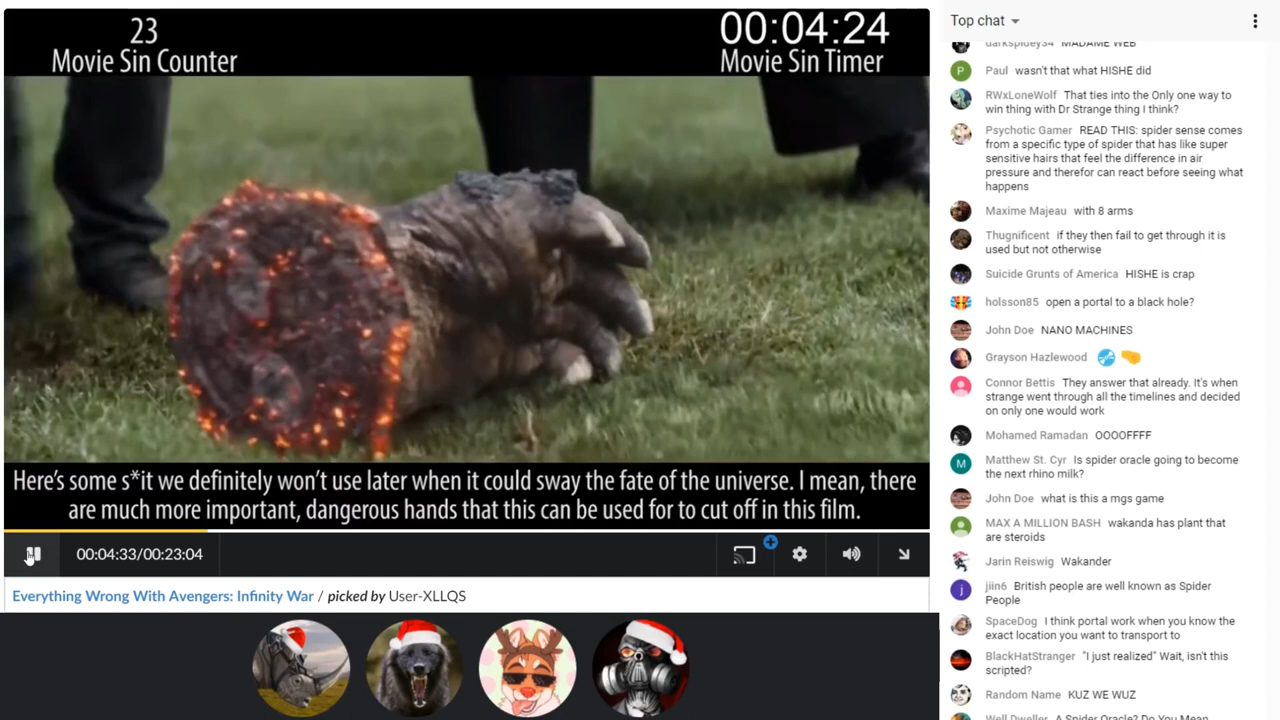 23
Movie Sin Counter
00:04:24
Movie Sin Timer
Here's some s*it we definitely won't use later when it could sway the fate of the universe. I mean, there
are much more important, dangerous hands that this can be used for to cut off in this film.
00:04:33/00:23:04
Everything Wrong With Avengers: Infinity War / picked by User-XLLQS
Top chat
darkspidey34 MADAME WEB
P Paul wasn't that what HISHE did
RWxLoneWolf That ties into the Only one way to
win thing with Dr Strange thing I think?
Psychotic Gamer READ THIS: spider sense comes
from a specific type of spider that has like super
sensitive hairs that feel the difference in air
pressure and therefor can react before seeing what
happens
Maxime Majeau with 8 arms
Thugnificent if they then fail to get through it is
used but not otherwise
Suicide Grunts of America HISHE is crap
holsson85 open a portal to a black hole?
John Doe NANO MACHINES
Grayson Hazlewood
Connor Bettis They answer that already. It's when
strange went through all the timelines and decided
on only one would work
Mohamed Ramadan OOOOFFFF
M Matthew St. Cyr Is spider oracle going to become
the next rhino milk?
John Doe what is this a mgs game
MAX A MILLION BASH wakanda has plant that
are steroids
Jarin Reiswig Wakander
j jiin6 British people are well known as Spider
People
SpaceDog I think portal work when you know the
exact location you want to transport to
BlackHatStranger "I just realized" Wait, isn't this
scripted?
Random Name KUZ WE WUZ
Well Dweller A Spider Oracle? Do You Mean